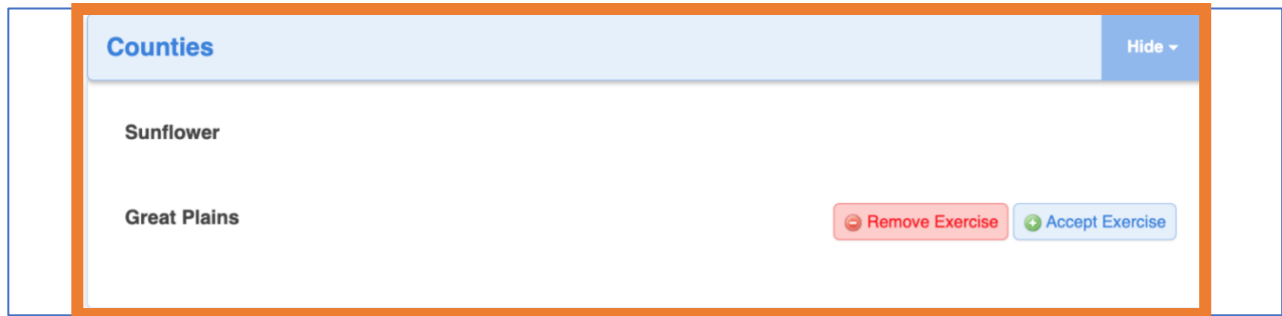 Counties
Hide
Sunflower
Great Plains
Remove Exercise
Accept Exercise